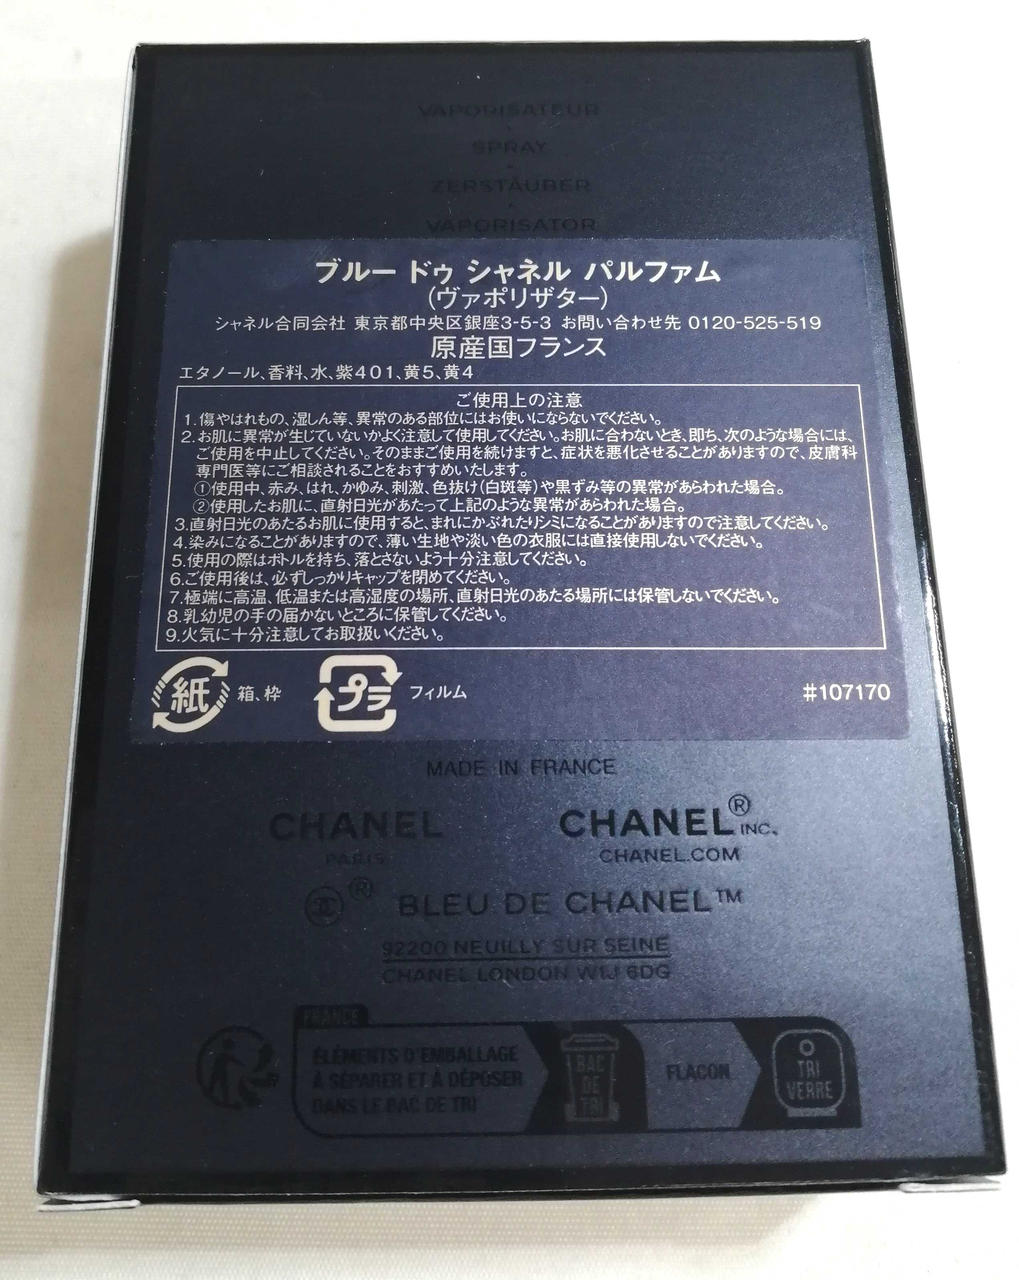 VAPORISATEUR
SPRAY
ZERSTÄUBER
VAPORISATOR
ブルー ドゥ シャネル パルファム
(ヴァポリザター)
シャネル合同会社 東京都中央区銀座3-5-3 お問い合わせ先 0120-525-519
原産国フランス
エタノール、香料、水、紫401、黄5、黄4
ご使用上の注意
1.傷やはれもの、湿しん等、異常のある部位にはお使いにならないでください。
2.お肌に異常が生じていないかよく注意して使用してください。お肌に合わないとき、即ち、次のような場合には、
ご使用を中止してください。そのままご使用を続けますと、症状を悪化させることがありますので、皮膚科
専門医等にご相談されることをおすすめいたします。
①使用中、赤み、はれ、かゆみ、刺激、色抜け(白斑等)や黒ずみ等の異常があらわれた場合。
②使用したお肌に、直射日光があたって上記のような異常があらわれた場合。
3.直射日光のあたるお肌に使用すると、まれにかぶれたりシミになることがありますので注意してください。
4.染みになることがありますので、薄い生地や淡い色の衣服には直接使用しないでください。
5.使用の際はボトルを持ち、落とさないよう十分注意してください。
6.ご使用後は、必ずしっかりキャップを閉めてください。
7.極端に高温、低温または高湿度の場所、直射日光のあたる場所には保管しないでください。
8.乳幼児の手の届かないところに保管してください。
9.火気に十分注意してお取扱いください。
紙 箱、枠 プラ フィルム #107170
MADE IN FRANCE
CHANEL CHANEL® INC.
PARIS CHANEL.COM
® BLEU DE CHANEL™
92200 NEUILLY SUR SEINE
CHANEL LONDON W1J 6DG
FRANCE
ÉLÉMENTS D'EMBALLAGE
À SÉPARER ET À DÉPOSER
DANS LE BAC DE TRI
BAC
DE
TRI
FLACON
TRI
VERRE